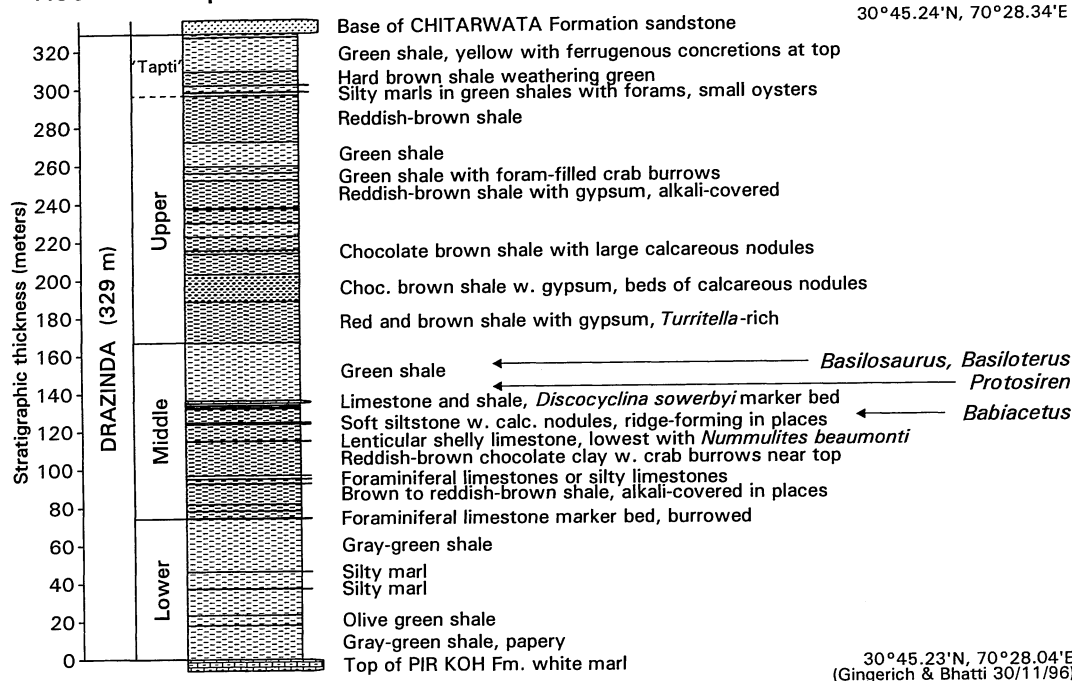 30°45.24'N, 70°28.34'E
Base of CHITARWATA Formation sandstone
320
Green shale, yellow with ferrugenous concretions at top
'Tapti'
Hard brown shale weathering green
300
Silty marls in green shales with forams, small oysters
280
Reddish-brown shale
260
Green shale
Green shale with foram-filled crab burrows
240
Reddish-brown shale with gypsum, alkali-covered
220
Chocolate brown shale with large calcareous nodules
200
Choc. brown shale w. gypsum, beds of calcareous nodules
180
Red and brown shale with gypsum, Turritella-rich
Upper
160
Green shale
Basilosaurus, Basiloterus
Protosiren
140
Limestone and shale, Discocyclina sowerbyi marker bed
Soft siltstone w. calc. nodules, ridge-forming in places
Babiacetus
120
Lenticular shelly limestone, lowest with Nummulites beaumonti
Reddish-brown chocolate clay w. crab burrows near top
100
Foraminiferal limestones or silty limestones
Brown to reddish-brown shale, alkali-covered in places
Middle
80
Foraminiferal limestone marker bed, burrowed
60
Gray-green shale
40
Silty marl
Silty marl
20
Olive green shale
Gray-green shale, papery
Lower
0
Top of PIR KOH Fm. white marl
Stratigraphic thickness (meters)
DRAZINDA (329 m)
30°45.23'N, 70°28.04'E
(Gingerich & Bhatti 30/11/96)